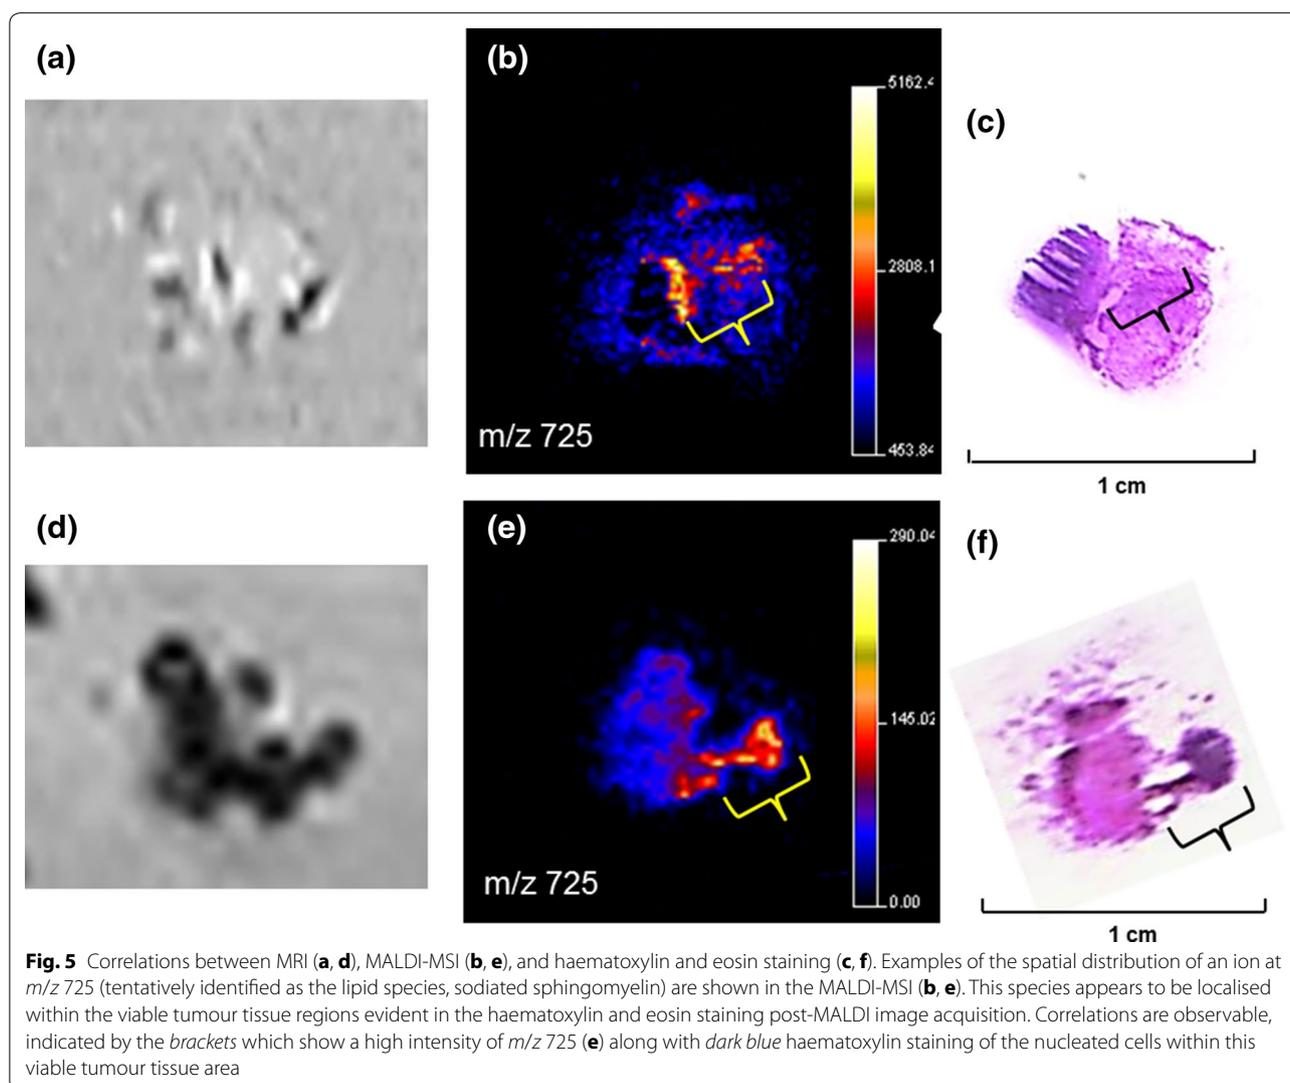 (a)
(b)
5162.4
2808.1
453.84
m/z 725
(c)
1 cm
(d)
(e)
290.04
145.02
0.00
m/z 725
(f)
1 cm
Fig. 5 Correlations between MRI (a, d), MALDI-MSI (b, e), and haematoxylin and eosin staining (c, f). Examples of the spatial distribution of an ion at
m/z 725 (tentatively identified as the lipid species, sodiated sphingomyelin) are shown in the MALDI-MSI (b, e). This species appears to be localised
within the viable tumour tissue regions evident in the haematoxylin and eosin staining post-MALDI image acquisition. Correlations are observable,
indicated by the brackets which show a high intensity of m/z 725 (e) along with dark blue haematoxylin staining of the nucleated cells within this
viable tumour tissue area